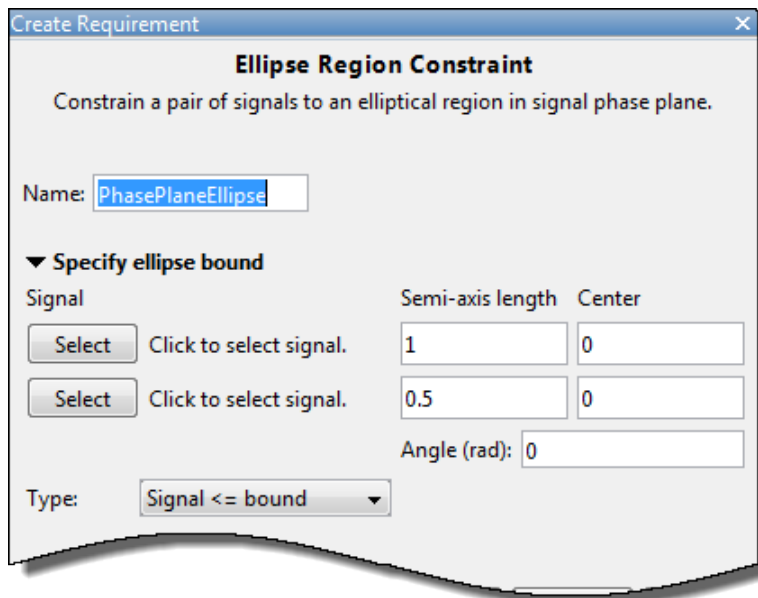 Create Requirement ×
Ellipse Region Constraint
Constrain a pair of signals to an elliptical region in signal phase plane.
Name: PhasePlaneEllipse
Specify ellipse bound
Signal Semi-axis length Center
Select Click to select signal. 1 0
Select Click to select signal. 0.5 0
Angle (rad): 0
Type: Signal <= bound